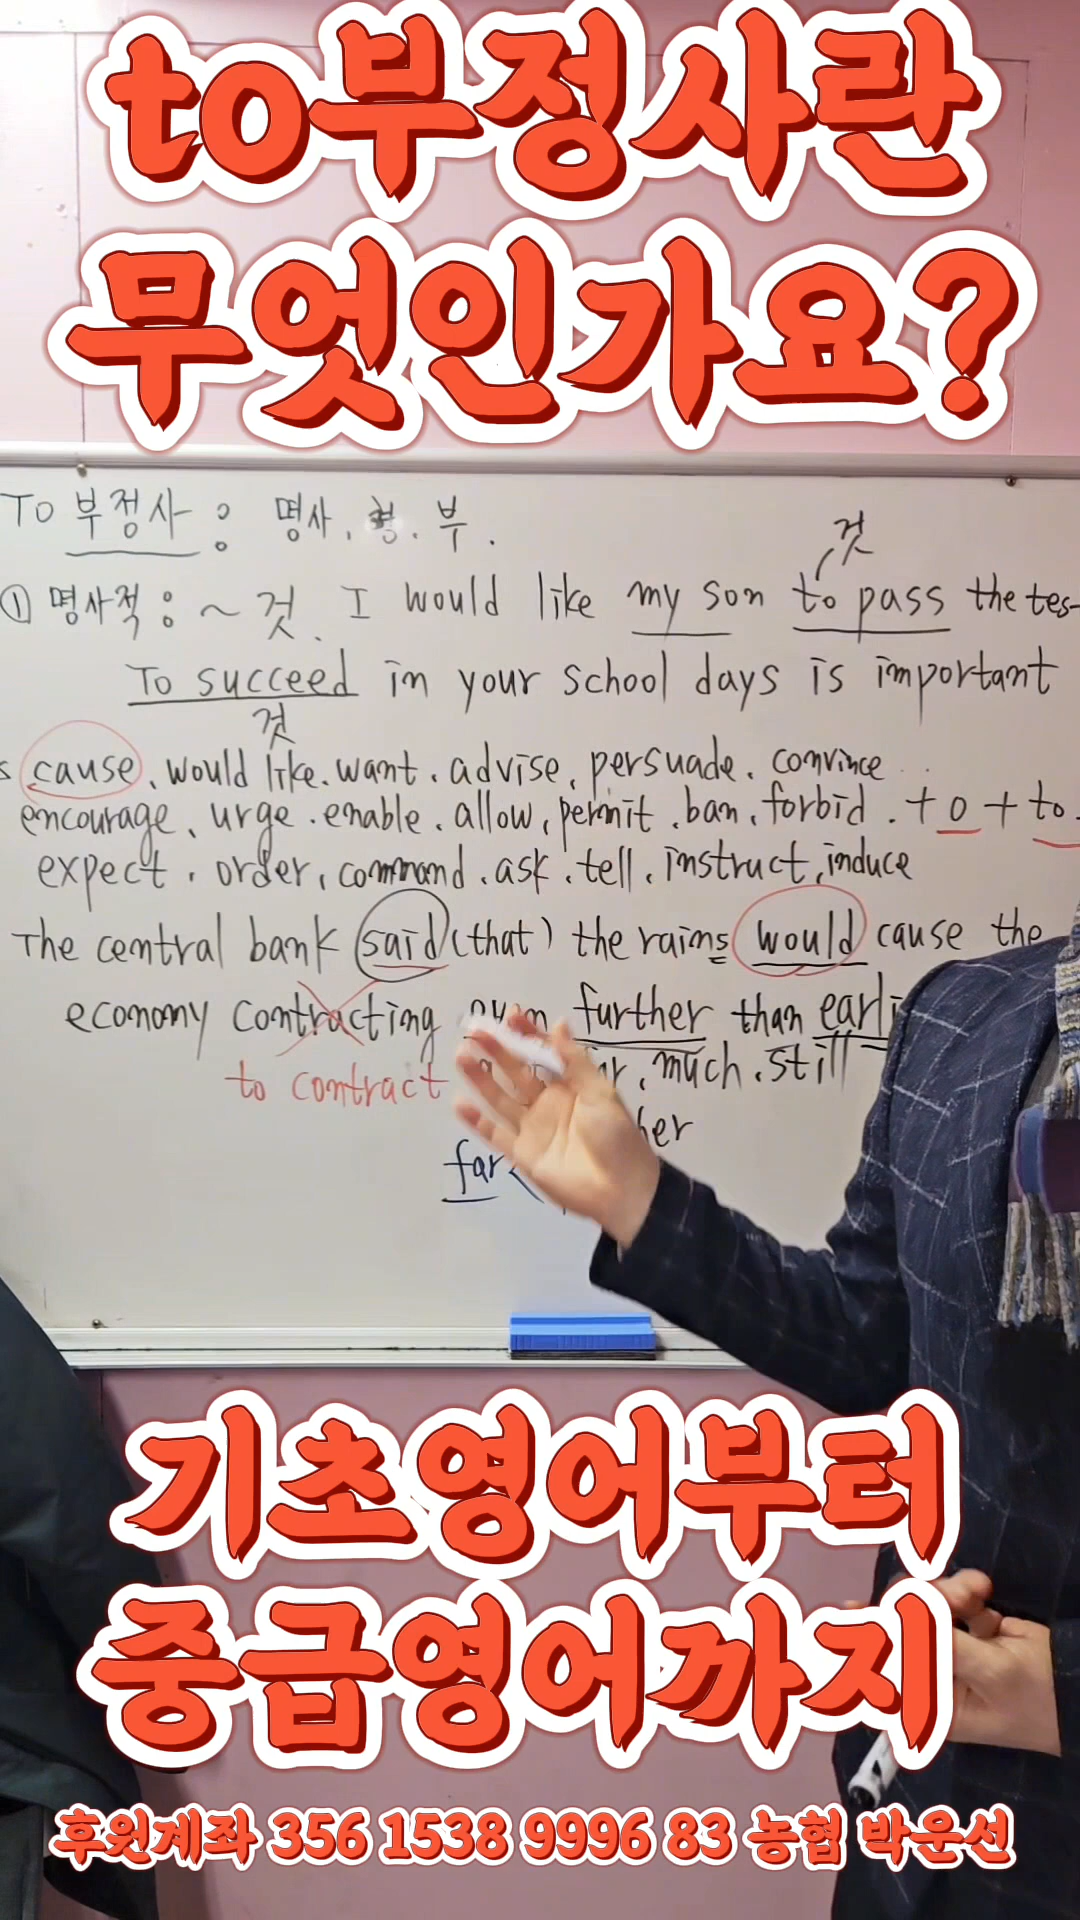 to부정사란
무엇인가요?
To 부정사 : 명사, 형. 부.
것
① 명사적 : ~ 것. I would like my son to pass the tes
To succeed in your school days is important
것
cause, would like. want. advise, persuade. convince
encourage, urge. enable. allow, permit. ban, forbid. + o + to
expect, order, command. ask. tell. instruct, induce
The central bank said (that) the rains would cause the
economy contracting even further than earli
to contract much. still
far
기초영어부터
중급영어까지
후원계좌 356 1538 9996 83 농협 박운선